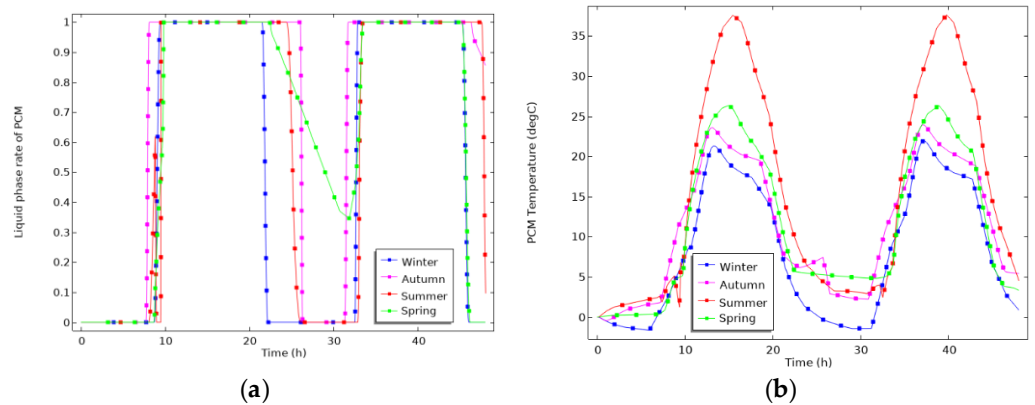 1
0.9
0.8
0.7
0.6
0.5
0.4
0.3
0.2
0.1
0
Liquid phase rate of PCM
0 10 20 30 40
Time (h)
Winter
Autumn
Summer
Spring
(a)
35
30
25
20
15
10
5
0
PCM Temperature (degC)
0 10 20 30 40
Time (h)
Winter
Autumn
Summer
Spring
(b)